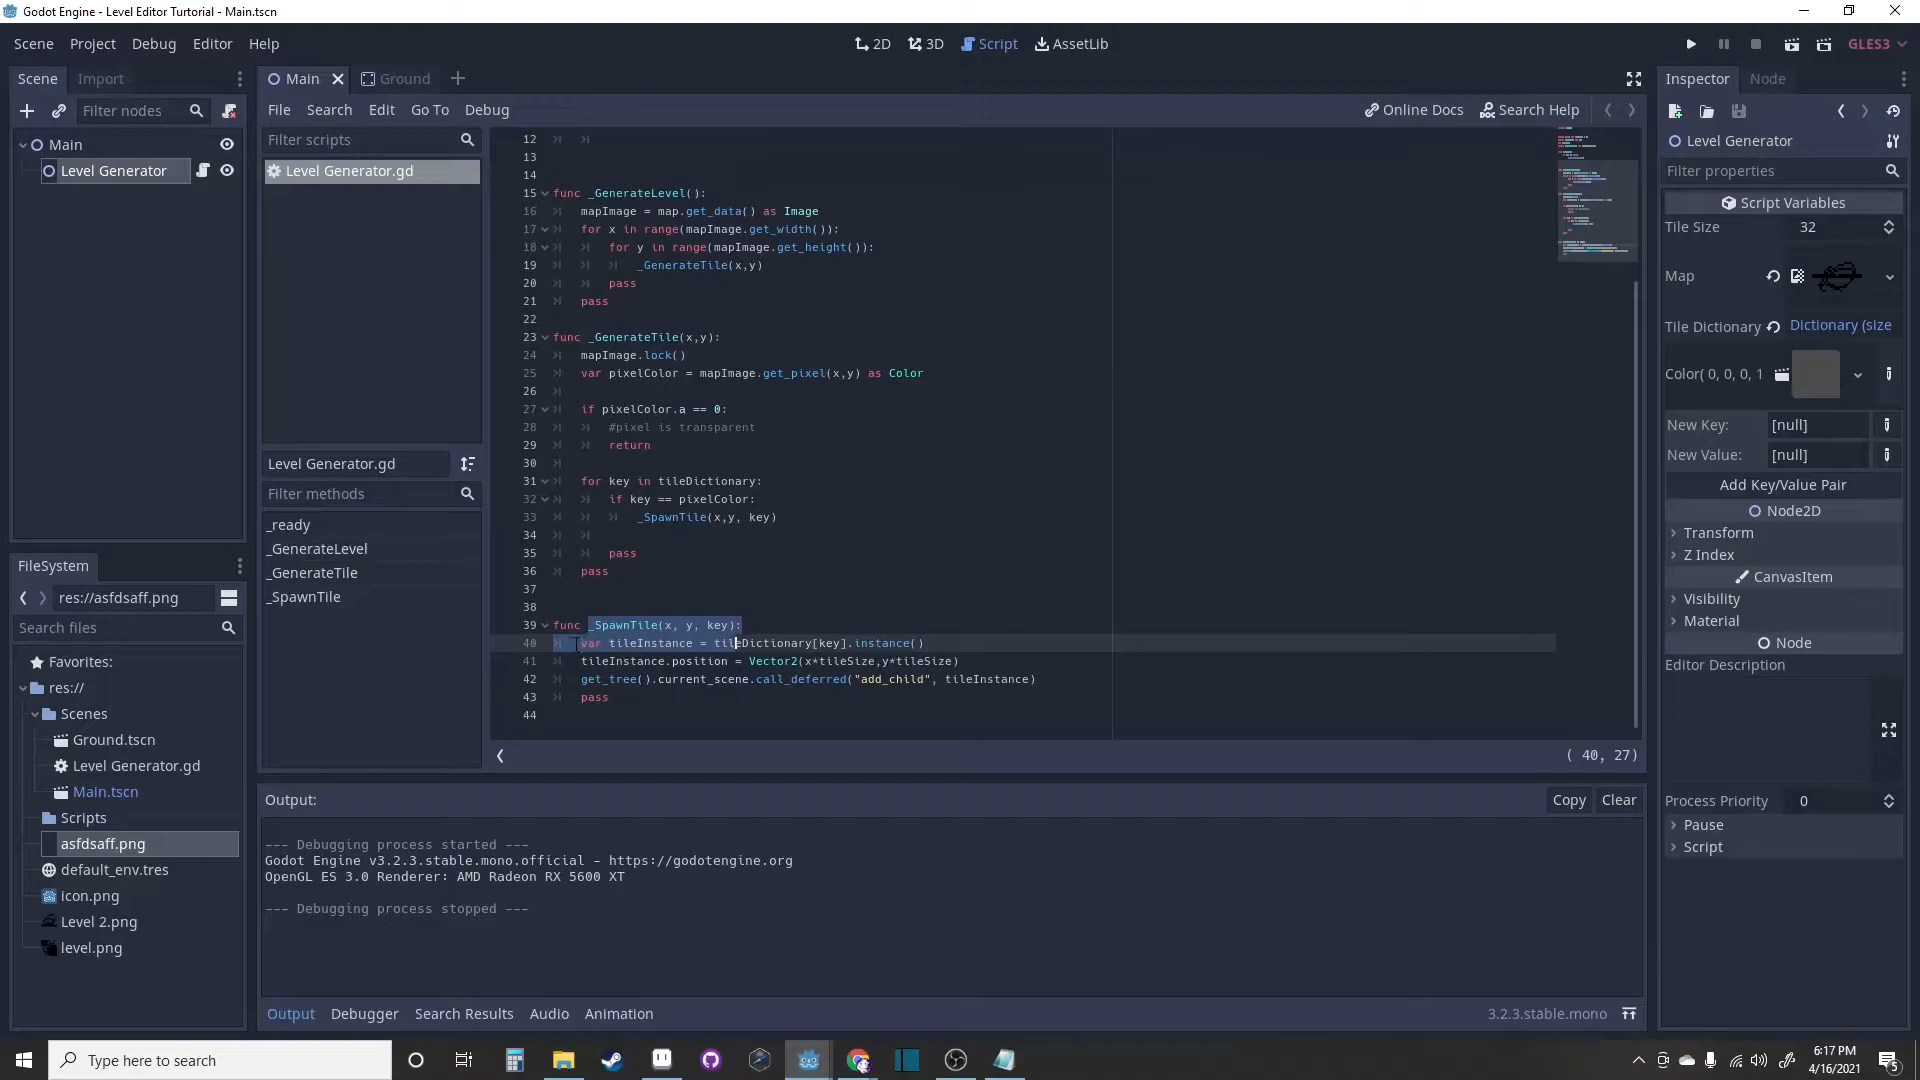 Godot Engine - Level Editor Turtorial - Main.tscn
Scene Project Debug Editor Help
2D 3D Script AssetLib
GLES3
Scene Import
Filter nodes
Main
Level Generator
FileSystem
res://asfdsaff.png
Search files
Favorites:
res://
Scenes
Ground.tscn
Level Generator.gd
Main.tscn
Scripts
asfdsaff.png
default_env.tres
icon.png
Level 2.png
level.png
Main Ground
File Search Edit Go To Debug
Online Docs Search Help
Filter scripts
Level Generator.gd
Level Generator.gd
Filter methods
_ready
_GenerateLevel
_GenerateTile
_SpawnTile
12
13
14
15 func _GenerateLevel():
16 mapImage = map.get_data() as Image
17 for x in range(mapImage.get_width()):
18 for y in range(mapImage.get_height()):
19 _GenerateTile(x,y)
20 pass
21 pass
22
23 func _GenerateTile(x,y):
24 mapImage.lock()
25 var pixelColor = mapImage.get_pixel(x,y) as Color
26
27 if pixelColor.a == 0:
28 #pixel is transparent
29 return
30
31 for key in tileDictionary:
32 if key == pixelColor:
33 _SpawnTile(x,y, key)
34
35 pass
36 pass
37
38
39 func _SpawnTile(x, y, key):
40 var tileInstance = tileDictionary[key].instance()
41 tileInstance.position = Vector2(x*tileSize,y*tileSize)
42 get_tree().current_scene.call_deferred("add_child", tileInstance)
43 pass
44
( 40, 27)
Output:
Copy Clear
--- Debugging process started ---
Godot Engine v3.2.3.stable.mono.official - https://godotengine.org
OpenGL ES 3.0 Renderer: AMD Radeon RX 5600 XT
--- Debugging process stopped ---
Output Debugger Search Results Audio Animation
3.2.3.stable.mono
Inspector Node
Level Generator
Filter properties
Script Variables
Tile Size 32
Map
Tile Dictionary Dictionary (size
Color( 0, 0, 0, 1
New Key: [null]
New Value: [null]
Add Key/Value Pair
Node2D
Transform
Z Index
CanvasItem
Visibility
Material
Node
Editor Description
Process Priority 0
Pause
Script
Type here to search
6:17 PM
4/16/2021
5